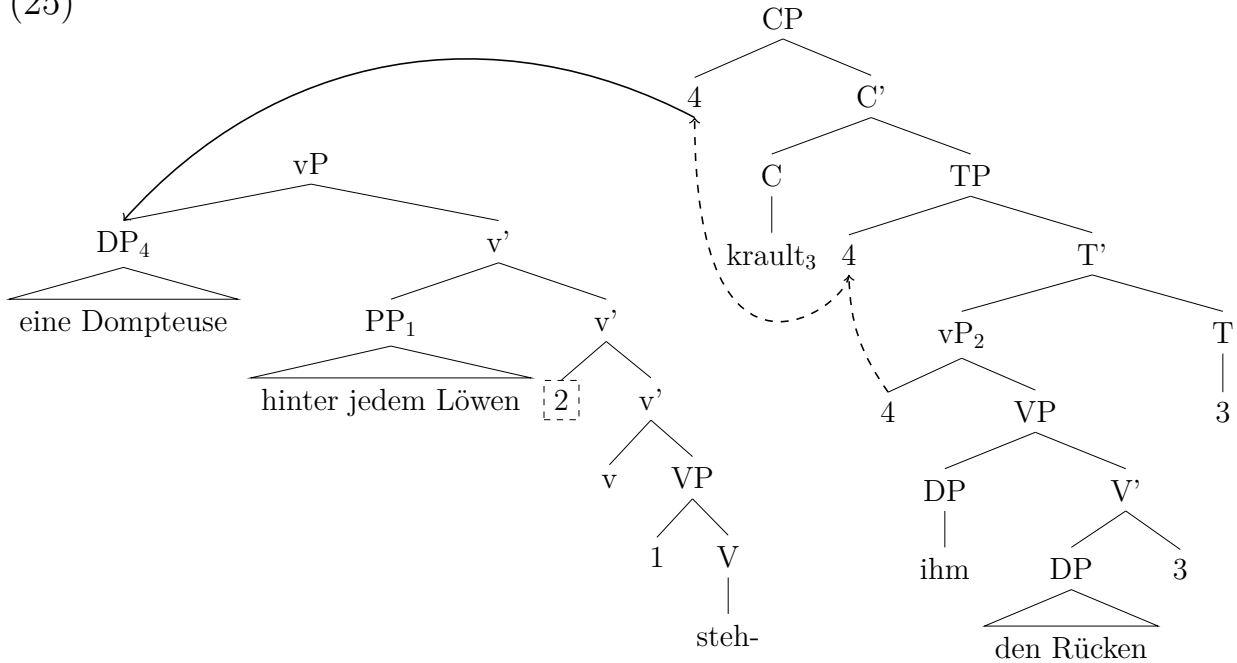 (25)
CP
4 C'
vP C TP
DP₄ v' krault₃ 4 T'
eine Dompteuse PP₁ v' vP₂ T
hinter jedem Löwen 2 v' 4 VP 3
v VP DP V'
1 V ihm DP 3
steh- den Rücken